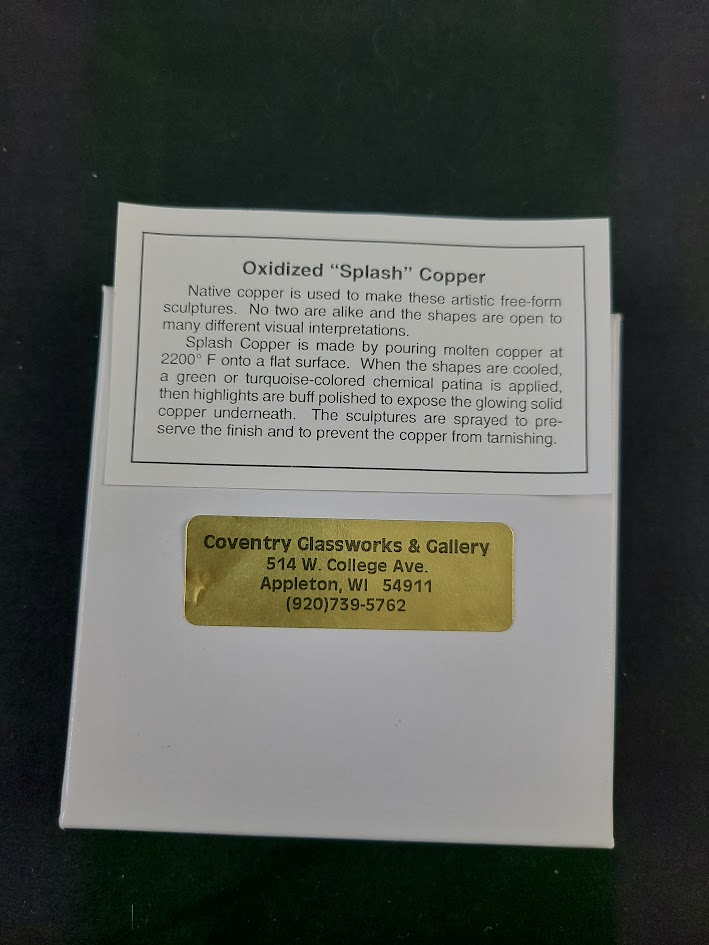 Oxidized “Splash” Copper
Native copper is used to make these artistic free-form
sculptures. No two are alike and the shapes are open to
many different visual interpretations.
Splash Copper is made by pouring molten copper at
2200° F onto a flat surface. When the shapes are cooled,
a green or turquoise-colored chemical patina is applied,
then highlights are buff polished to expose the glowing solid
copper underneath. The sculptures are sprayed to pre-
serve the finish and to prevent the copper from tarnishing.
Coventry Glassworks & Gallery
514 W. College Ave.
Appleton, WI 54911
(920)739-5762